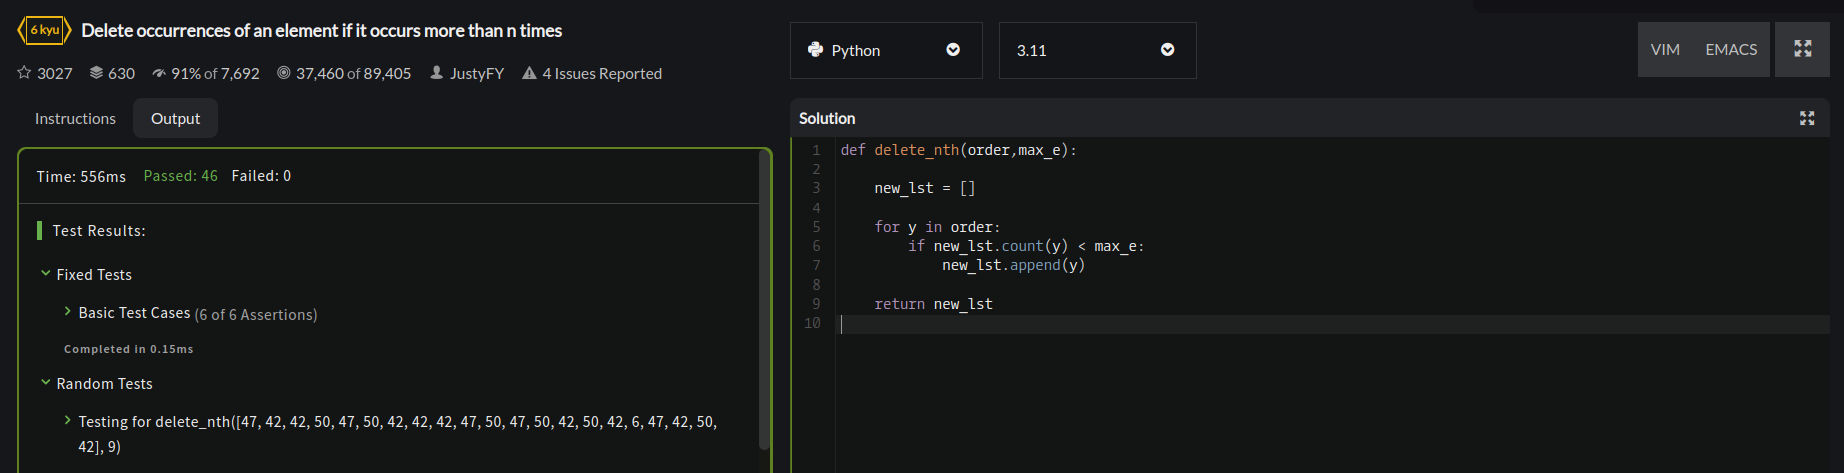 6 kyu Delete occurrences of an element if it occurs more than n times
3027 630 91% of 7,692 37,460 of 89,405 JustyFY 4 Issues Reported
Python 3.11 VIM EMACS
Instructions Output
Time: 556ms Passed: 46 Failed: 0
Test Results:
Fixed Tests
Basic Test Cases (6 of 6 Assertions)
Completed in 0.15ms
Random Tests
Testing for delete_nth([47, 42, 42, 50, 47, 50, 42, 42, 42, 47, 50, 47, 50, 42, 50, 42, 6, 47, 42, 50,
42], 9)
Solution
1 def delete_nth(order,max_e):
2
3     new_lst = []
4
5     for y in order:
6         if new_lst.count(y) < max_e:
7             new_lst.append(y)
8
9     return new_lst
10